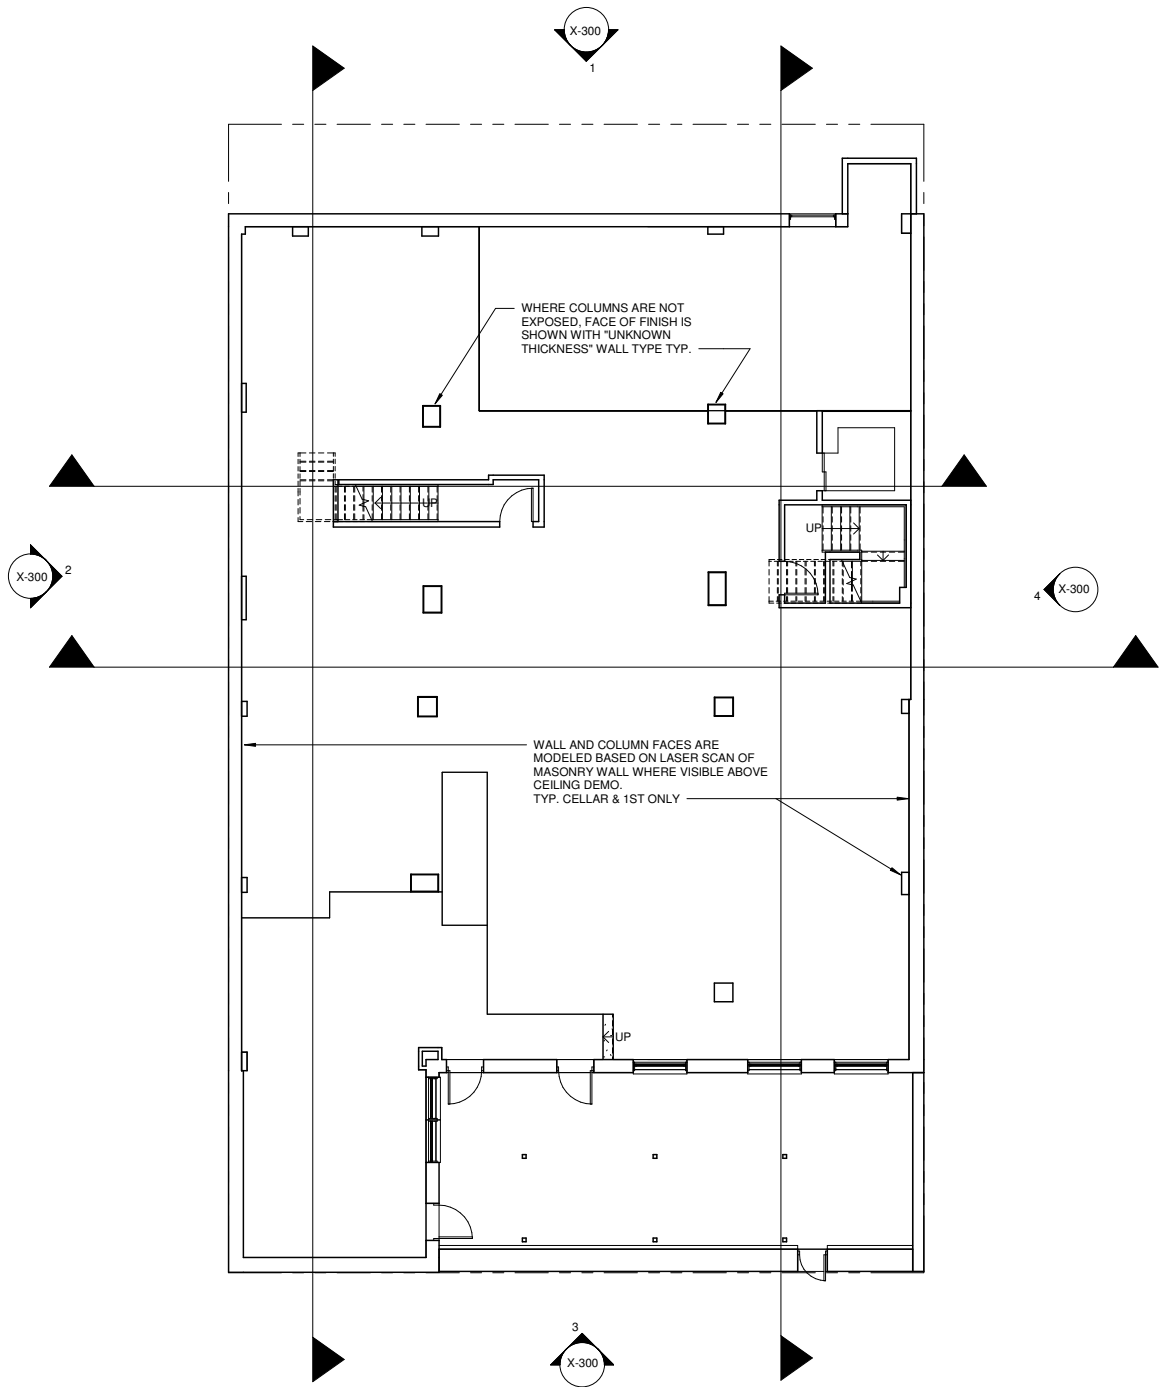 X-300
1
WHERE COLUMNS ARE NOT
EXPOSED, FACE OF FINISH IS
SHOWN WITH "UNKNOWN
THICKNESS" WALL TYPE TYP.
UP
UP
X-300
2
4
X-300
WALL AND COLUMN FACES ARE
MODELED BASED ON LASER SCAN OF
MASONRY WALL WHERE VISIBLE ABOVE
CEILING DEMO.
TYP. CELLAR & 1ST ONLY
UP
3
X-300